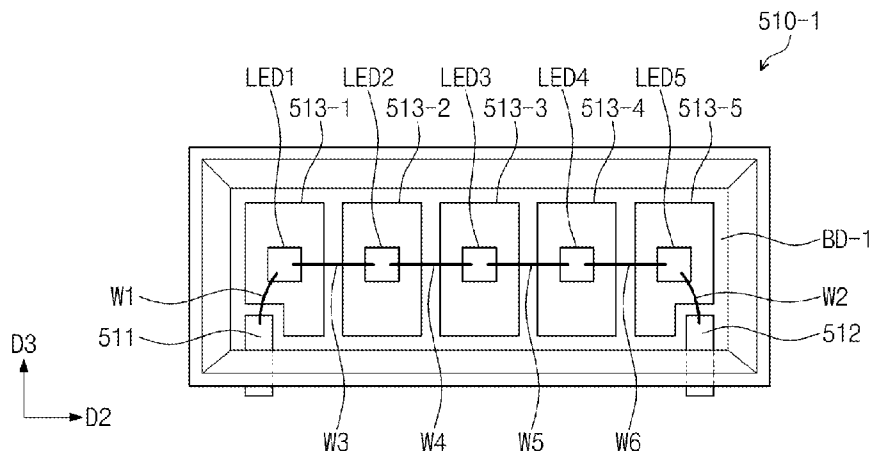 510-1
LED1 LED2 LED3 LED4 LED5
513-1 513-2 513-3 513-4 513-5
BD-1
W1 W2
511 512
D3
D2
W3 W4 W5 W6